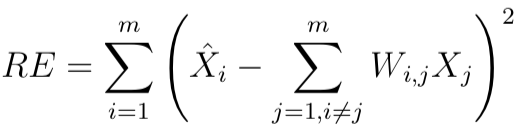 $RE = \sum_{i=1}^{m} \left( \hat{X}_i - \sum_{j=1, i \neq j}^{m} W_{i,j} X_j \right)^2$